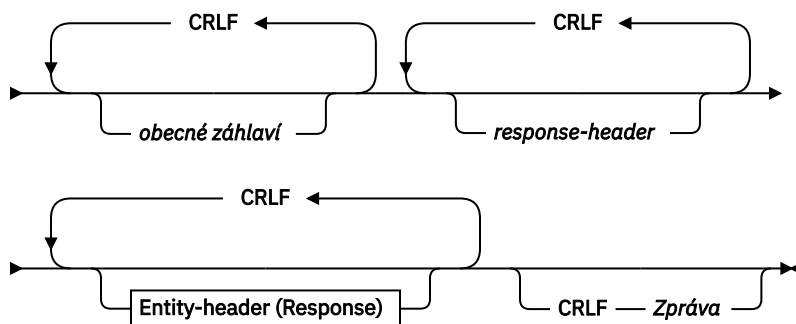 CRLF CRLF
obecné záhlaví response-header
CRLF
Entity-header (Response) CRLF Zpráva